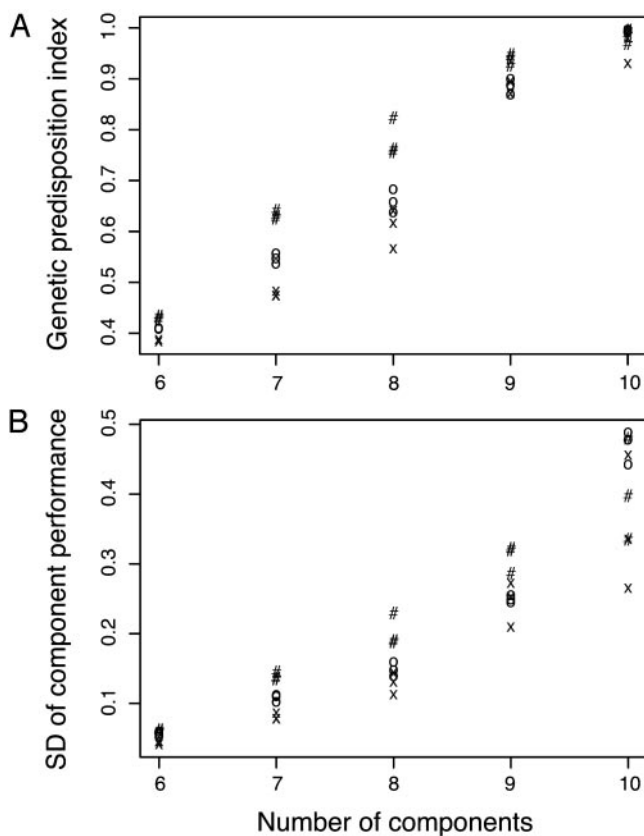 A
Genetic predisposition index
1.0
0.9
0.8
0.7
0.6
0.5
0.4
6 7 8 9 10
B
SD of component performance
0.5
0.4
0.3
0.2
0.1
6 7 8 9 10
Number of components